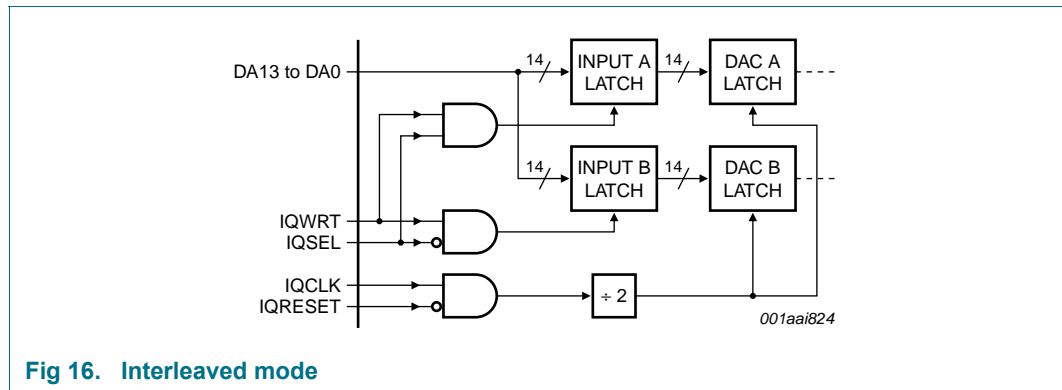 14
INPUT A
LATCH
14
DAC A
LATCH
DA13 to DA0
14
INPUT B
LATCH
14
DAC B
LATCH
IQWRT
IQSEL
IQCLK
IQRESET
÷ 2
001aai824
Fig 16. Interleaved mode